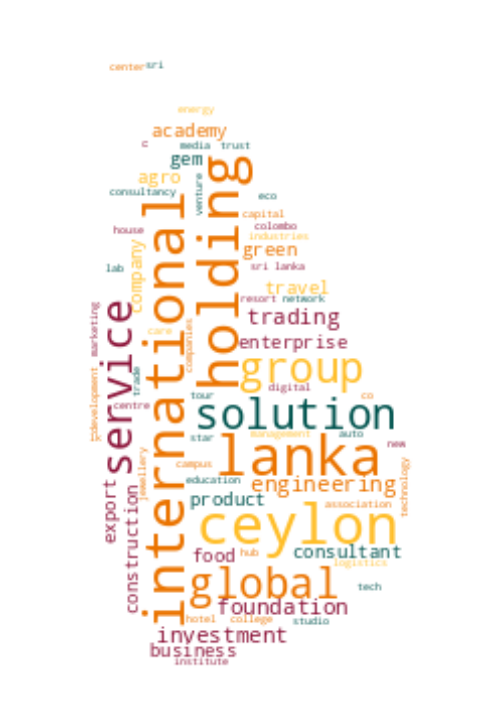 center sri
energy
academy
c media trust
gem
agro
venture
consultancy
eco
capital
house colombo
industries
green
holding
international
company
lab sri lanka
travel
resort network
marketing
service
trading
care
companies
enterprise
group
trade
digital
development
centre tour co
solution
star management auto
new
lanka
campus
jewellery
education engineering
technology
export
product association
construction
ceylon
food hub consultant
logistics
global tech
foundation
hotel college studio
investment
business
institute